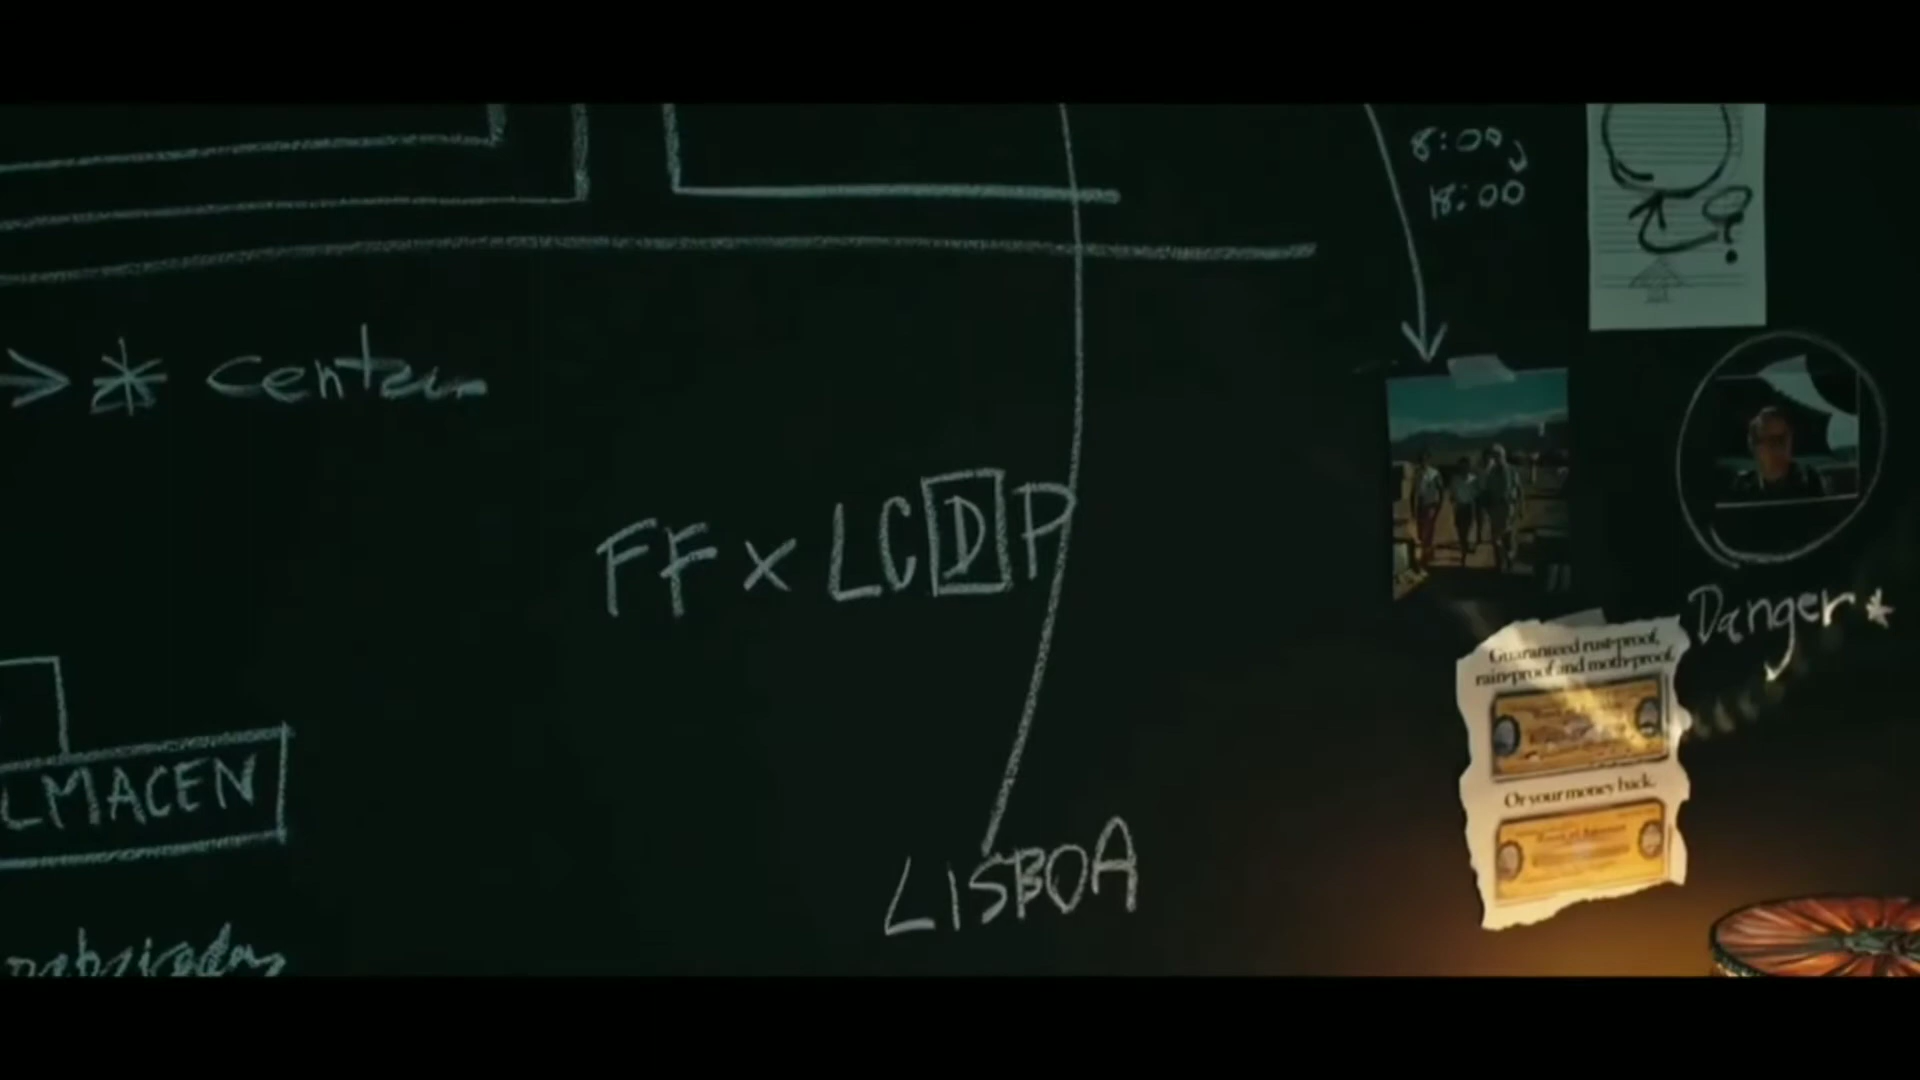 8:00
18:00
?
FF x LCDP
Danger *
Guaranteed rust-proof,
rain-proof and moth-proof.
Or your money back.
LMACEN
LISBOA